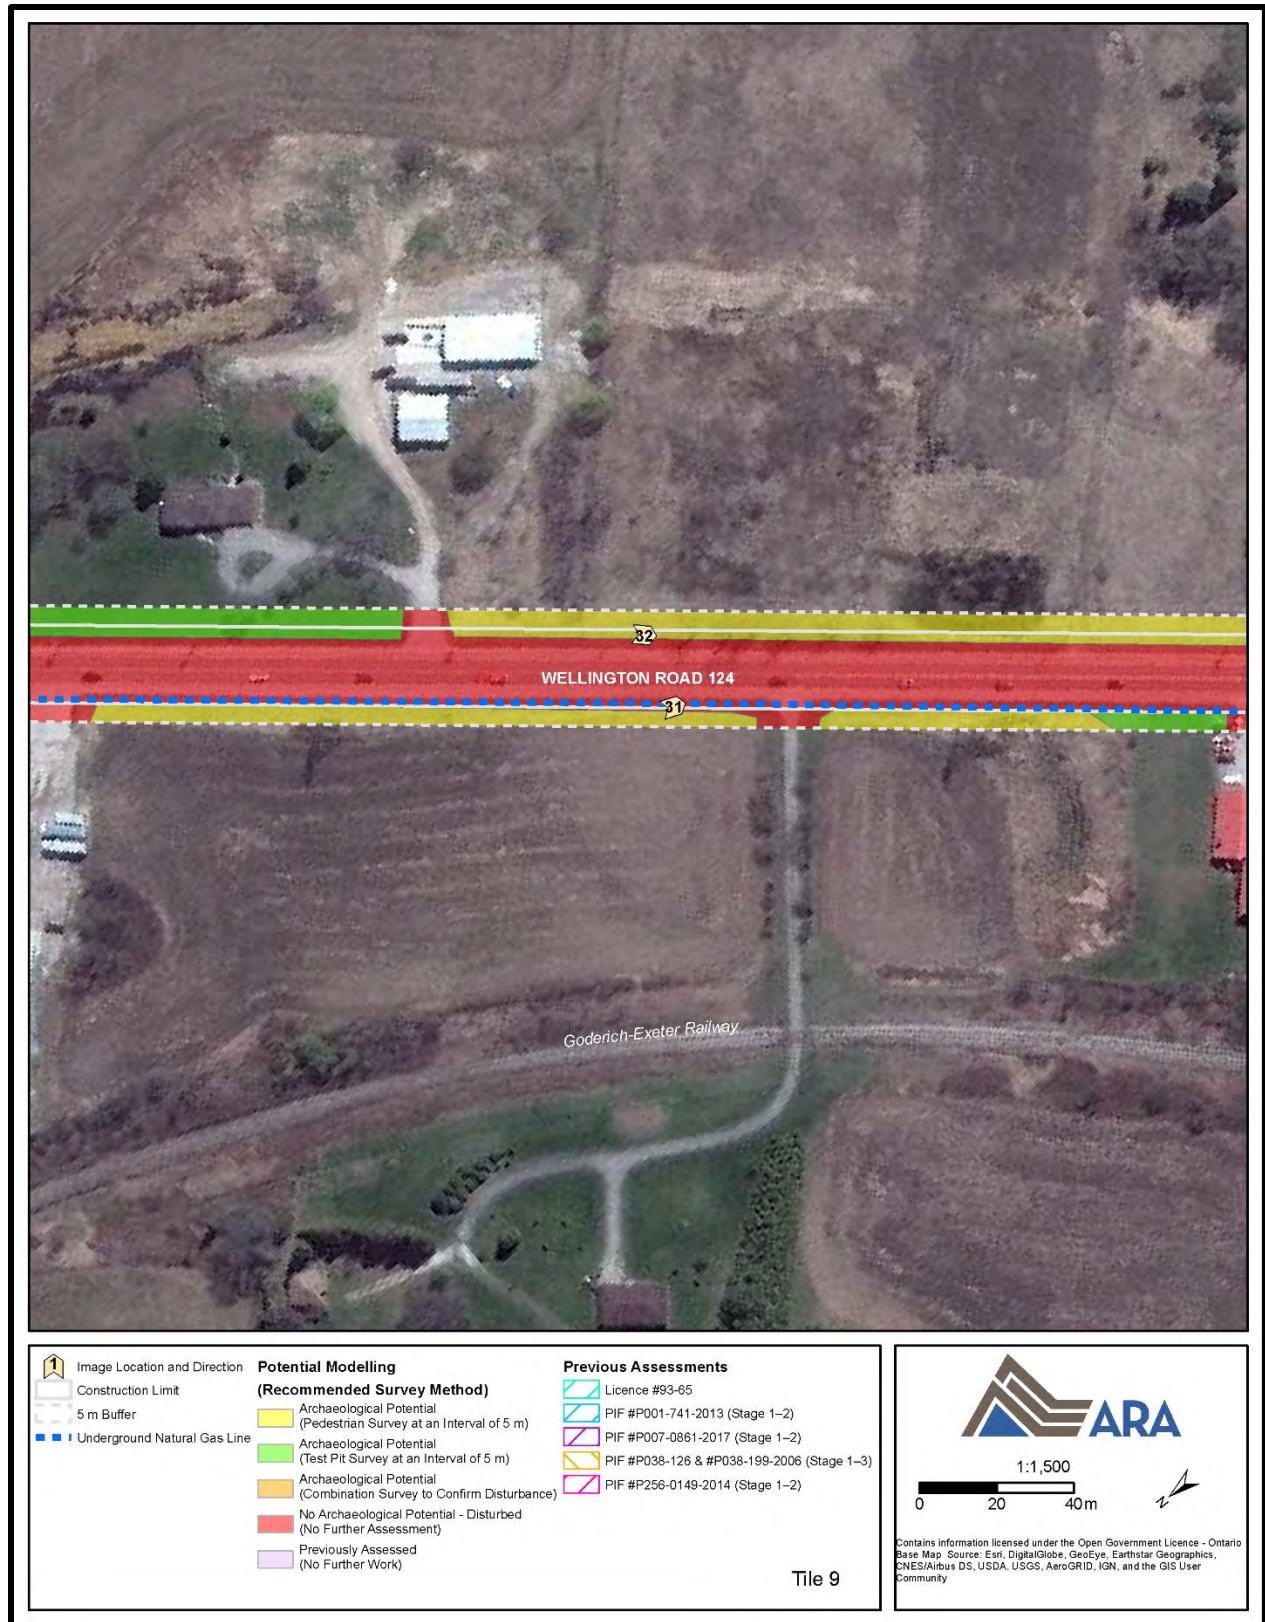 32
WELLINGTON ROAD 124
31
Goderich-Exeter Railway
1 Image Location and Direction
Construction Limit
5 m Buffer
Underground Natural Gas Line
Potential Modelling
(Recommended Survey Method)
Archaeological Potential
(Pedestrian Survey at an Interval of 5 m)
Archaeological Potential
(Test Pit Survey at an Interval of 5 m)
Archaeological Potential
(Combination Survey to Confirm Disturbance)
No Archaeological Potential - Disturbed
(No Further Assessment)
Previously Assessed
(No Further Work)
Previous Assessments
Licence #93-65
PIF #P001-741-2013 (Stage 1–2)
PIF #P007-0861-2017 (Stage 1–2)
PIF #P038-126 & #P038-199-2006 (Stage 1–3)
PIF #P256-0149-2014 (Stage 1–2)
Tile 9
ARA
1:1,500
0 20 40 m
N
Contains information licensed under the Open Government Licence - Ontario
Base Map Source: Esri, DigitalGlobe, GeoEye, Earthstar Geographics,
CNES/Airbus DS, USDA, USGS, AeroGRID, IGN, and the GIS User
Community